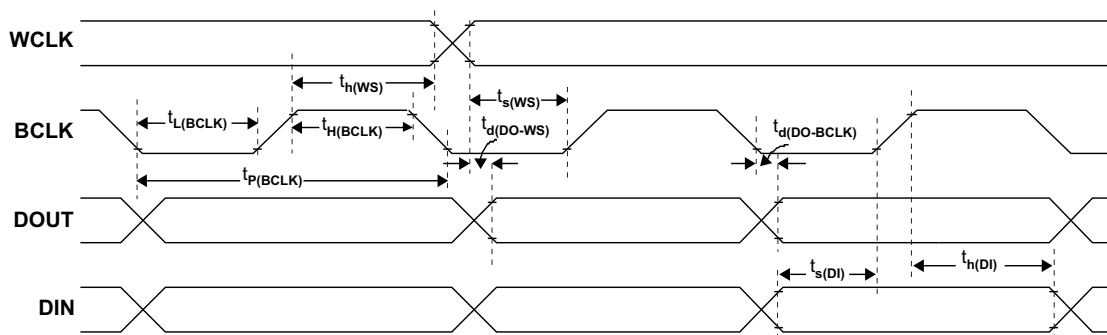 WCLK
th(WS)
ts(WS)
BCLK
tL(BCLK)
tH(BCLK)
td(DO-WS)
td(DO-BCLK)
tP(BCLK)
DOUT
ts(DI)
th(DI)
DIN